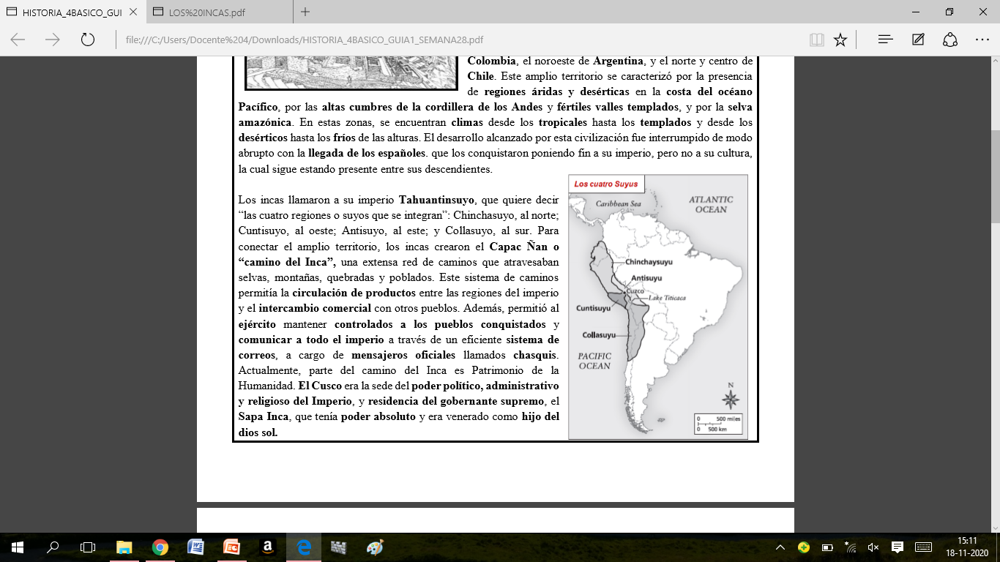 HISTORIA_4BASICO_GUI
LOS%20INCAS.pdf
file:///C:/Users/Docente%204/Downloads/HISTORIA_4BASICO_GUIA1_SEMANA28.pdf
Colombia, el noroeste de Argentina, y el norte y centro de
Chile. Este amplio territorio se caracterizó por la presencia
de regiones áridas y desérticas en la costa del océano
Pacífico, por las altas cumbres de la cordillera de los Andes y fértiles valles templados, y por la selva
amazónica. En estas zonas, se encuentran climas desde los tropicales hasta los templados y desde los
desérticos hasta los fríos de las alturas. El desarrollo alcanzado por esta civilización fue interrumpido de modo
abrupto con la llegada de los españoles. que los conquistaron poniendo fin a su imperio, pero no a su cultura,
la cual sigue estando presente entre sus descendientes.
Los incas llamaron a su imperio Tahuantinsuyo, que quiere decir
“las cuatro regiones o suyos que se integran”: Chinchasuyo, al norte;
Cuntisuyo, al oeste; Antisuyo, al este; y Collasuyo, al sur. Para
conectar el amplio territorio, los incas crearon el Capac Ñan o
“camino del Inca”, una extensa red de caminos que atravesaban
selvas, montañas, quebradas y poblados. Este sistema de caminos
permitía la circulación de productos entre las regiones del imperio
y el intercambio comercial con otros pueblos. Además, permitió al
ejército mantener controlados a los pueblos conquistados y
comunicar a todo el imperio a través de un eficiente sistema de
correos, a cargo de mensajeros oficiales llamados chasquis.
Actualmente, parte del camino del Inca es Patrimonio de la
Humanidad. El Cusco era la sede del poder político, administrativo
y religioso del Imperio, y residencia del gobernante supremo, el
Sapa Inca, que tenía poder absoluto y era venerado como hijo del
dios sol.
Los cuatro Suyus
Caribbean Sea
ATLANTIC
OCEAN
Chinchaysuyu
Antisuyu
Cuzco
Lake Titicaca
Cuntisuyu
Collasuyu
PACIFIC
OCEAN
N
0 500 miles
0 500 km
15:11
18-11-2020